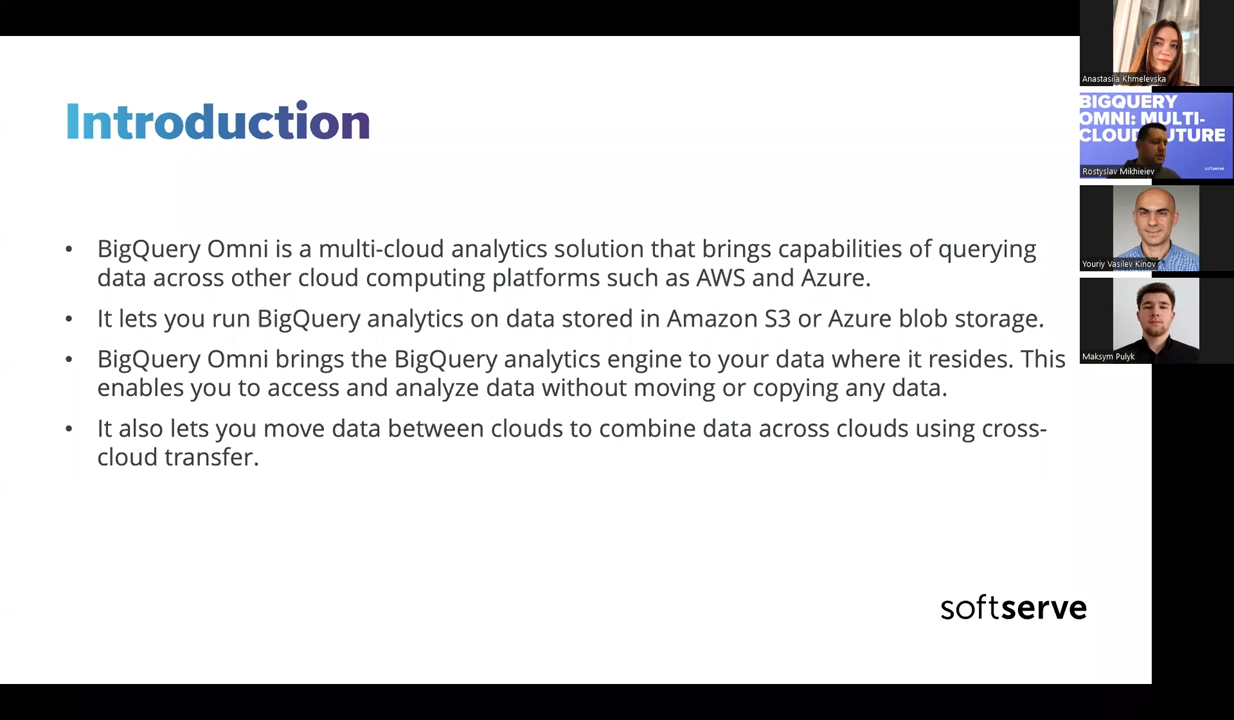 Introduction
• BigQuery Omni is a multi-cloud analytics solution that brings capabilities of querying
data across other cloud computing platforms such as AWS and Azure.
• It lets you run BigQuery analytics on data stored in Amazon S3 or Azure blob storage.
• BigQuery Omni brings the BigQuery analytics engine to your data where it resides. This
enables you to access and analyze data without moving or copying any data.
• It also lets you move data between clouds to combine data across clouds using cross-
cloud transfer.
softserve
Anastasiia Khmelevska
BIGQUERY
OMNI: MULTI-
CLOUD UTURE
softserve
Rostyslav Mikhieiev
Youriy Vasilev Kinov
Maksym Pulyk